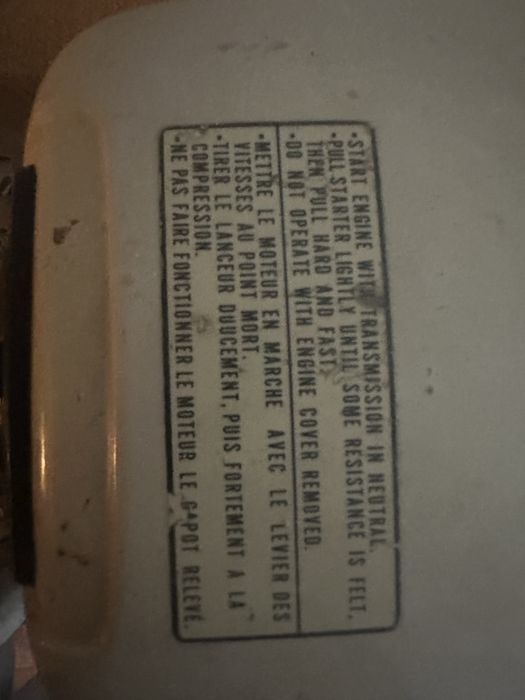 •START ENGINE WITH TRANSMISSION IN NEUTRAL.
•PULL STARTER LIGHTLY UNTIL SOME RESISTANCE IS FELT,
THEN PULL HARD AND FAST.
•DO NOT OPERATE WITH ENGINE COVER REMOVED.
•METTRE LE MOTEUR EN MARCHE AVEC LE LEVIER DES
VITESSES AU POINT MORT.
•TIRER LE LANCEUR DOUCEMENT, PUIS FORTEMENT A LA
COMPRESSION.
•NE PAS FAIRE FONCTIONNER LE MOTEUR LE CAPOT RELEVÉ.